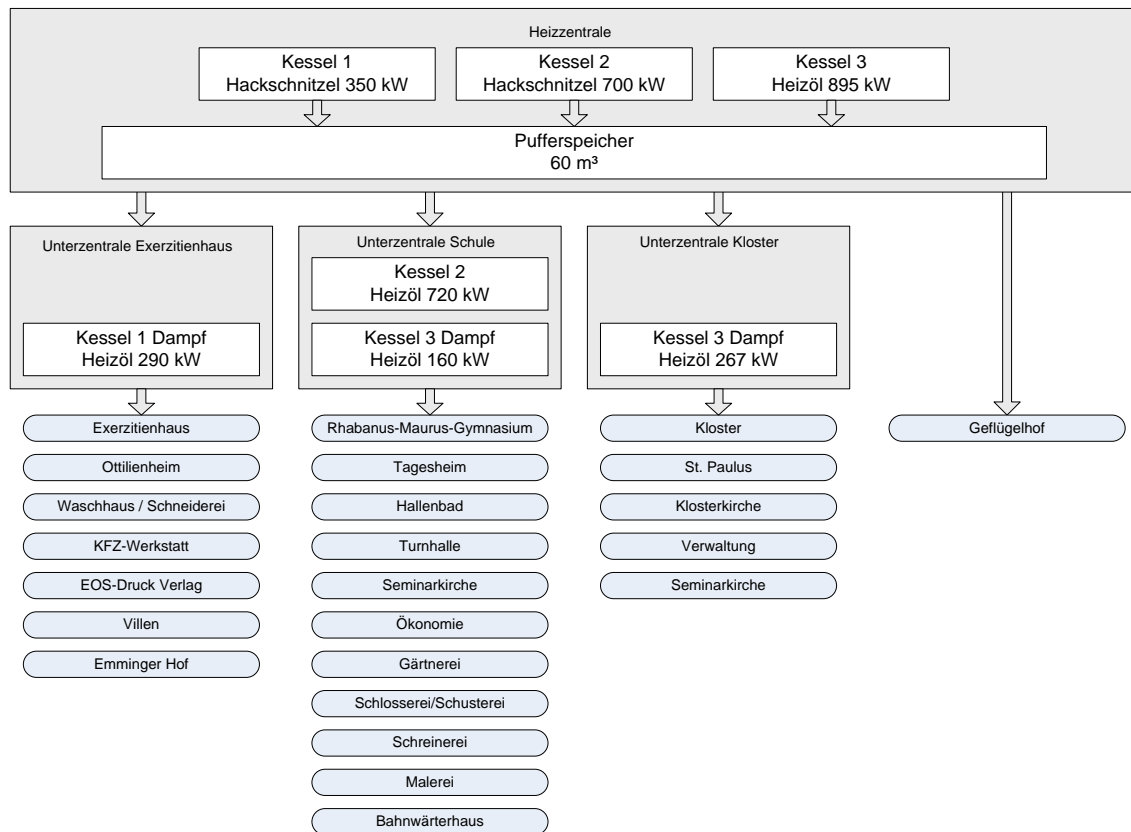 Heizzentrale
Kessel 1
Hackschnitzel 350 kW
Kessel 2
Hackschnitzel 700 kW
Kessel 3
Heizöl 895 kW
Pufferspeicher
60 m³
Unterzentrale Exerzitienhaus
Kessel 1 Dampf
Heizöl 290 kW
Unterzentrale Schule
Kessel 2
Heizöl 720 kW
Kessel 3 Dampf
Heizöl 160 kW
Unterzentrale Kloster
Kessel 3 Dampf
Heizöl 267 kW
Exerzitienhaus
Ottilienheim
Waschhaus / Schneiderei
KFZ-Werkstatt
EOS-Druck Verlag
Villen
Emminger Hof
Rhabanus-Maurus-Gymnasium
Tagesheim
Hallenbad
Turnhalle
Seminarkirche
Ökonomie
Gärtnerei
Schlosserei/Schusterei
Schreinerei
Malerei
Bahnwärterhaus
Kloster
St. Paulus
Klosterkirche
Verwaltung
Seminarkirche
Geflügelhof